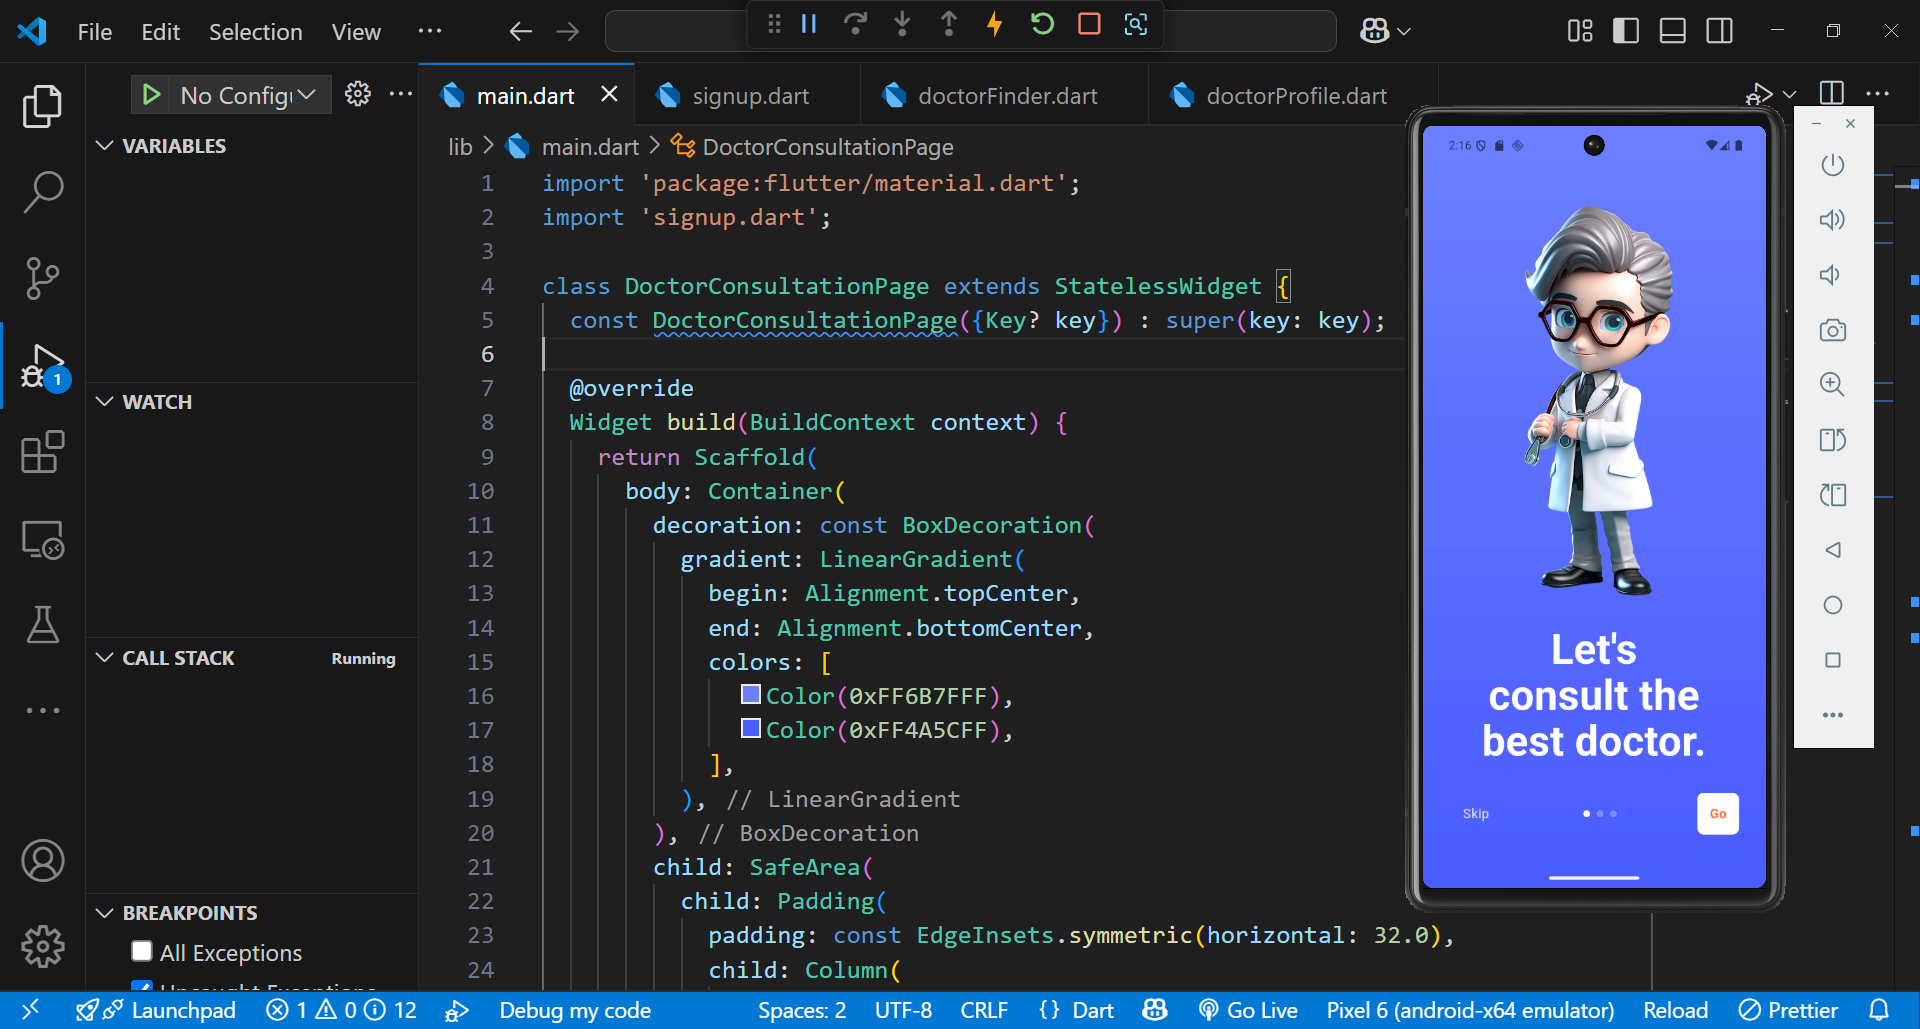 File Edit Selection View ···
No Config
main.dart
signup.dart
doctorFinder.dart
doctorProfile.dart
VARIABLES
WATCH
CALL STACK
Running
BREAKPOINTS
All Exceptions
Uncaught Exceptions
1
lib > main.dart > DoctorConsultationPage
1 import 'package:flutter/material.dart';
2 import 'signup.dart';
3
4 class DoctorConsultationPage extends StatelessWidget {
5 const DoctorConsultationPage({Key? key}) : super(key: key);
6
7 @override
8 Widget build(BuildContext context) {
9 return Scaffold(
10 body: Container(
11 decoration: const BoxDecoration(
12 gradient: LinearGradient(
13 begin: Alignment.topCenter,
14 end: Alignment.bottomCenter,
15 colors: [
16 Color(0xFF6B7FFF),
17 Color(0xFF4A5CFF),
18 ],
19 ), // LinearGradient
20 ), // BoxDecoration
21 child: SafeArea(
22 child: Padding(
23 padding: const EdgeInsets.symmetric(horizontal: 32.0),
24 child: Column(
2:16
Let's
consult the
best doctor.
Skip
Go
Launchpad 1 0 12 Debug my code Spaces: 2 UTF-8 CRLF {} Dart Go Live Pixel 6 (android-x64 emulator) Reload Prettier